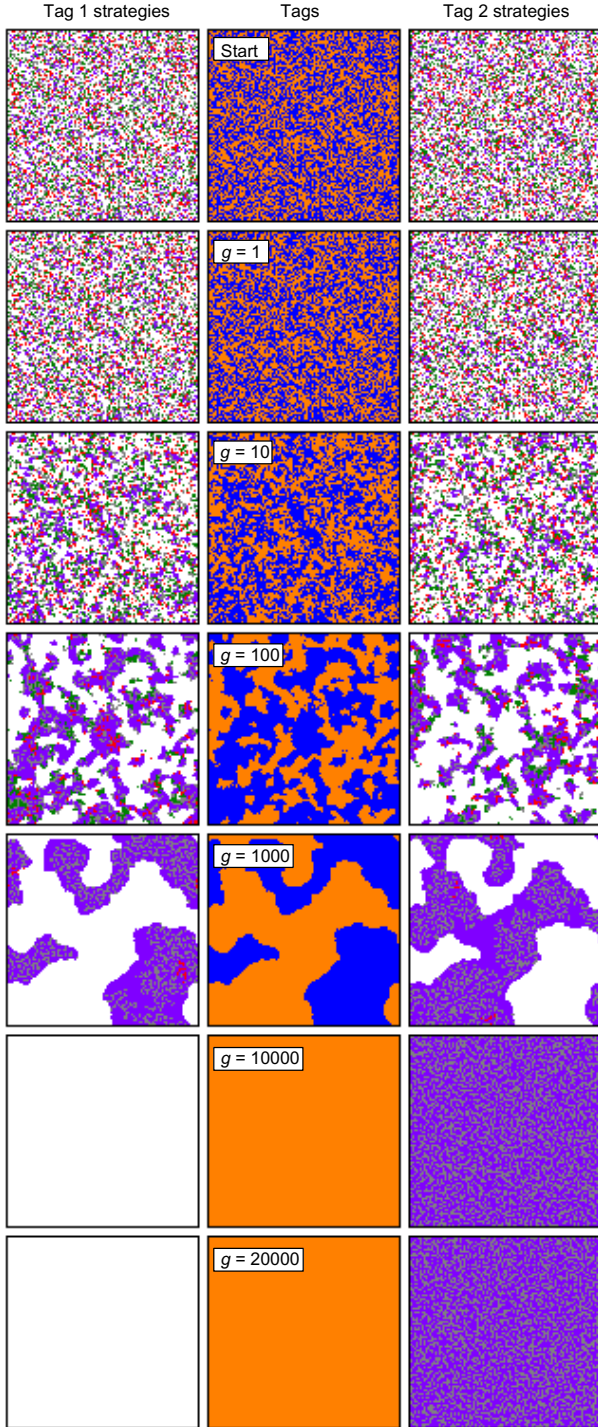 Tag 1 strategies Tags Tag 2 strategies
Start
g = 1
g = 10
g = 100
g = 1000
g = 10000
g = 20000